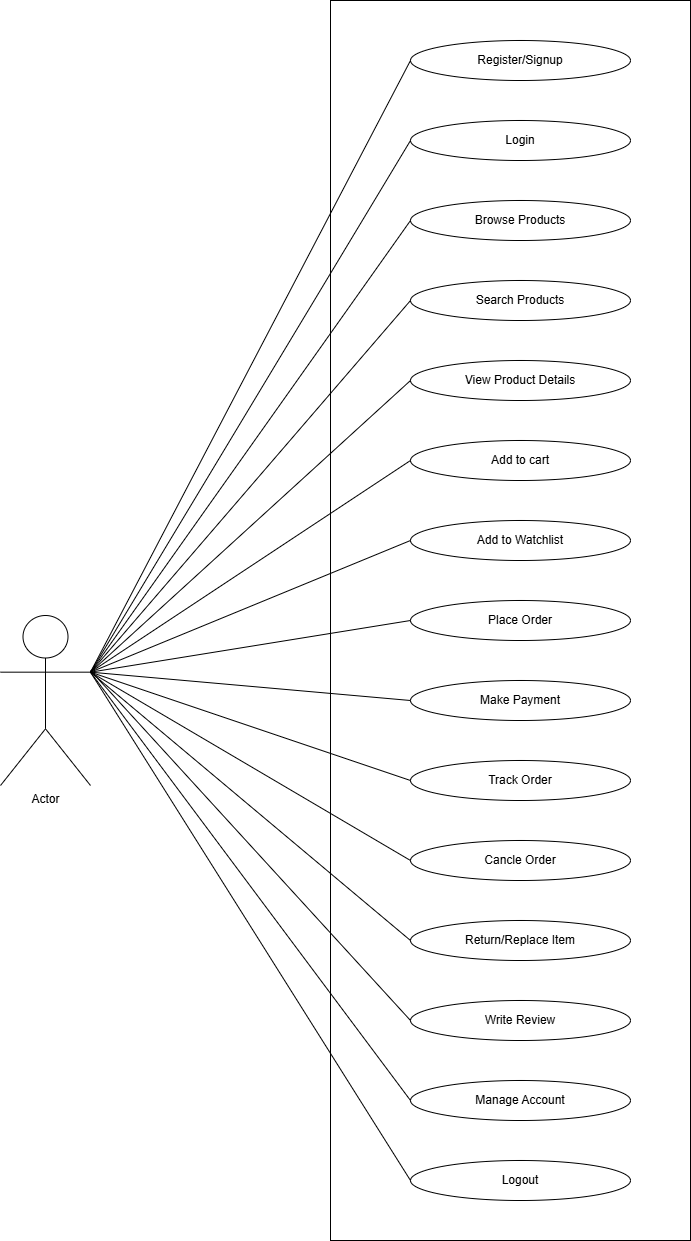 Register/Signup
Login
Browse Products
Search Products
View Product Details
Add to cart
Add to Watchlist
Place Order
Make Payment
Track Order
Actor
Cancle Order
Return/Replace Item
Write Review
Manage Account
Logout